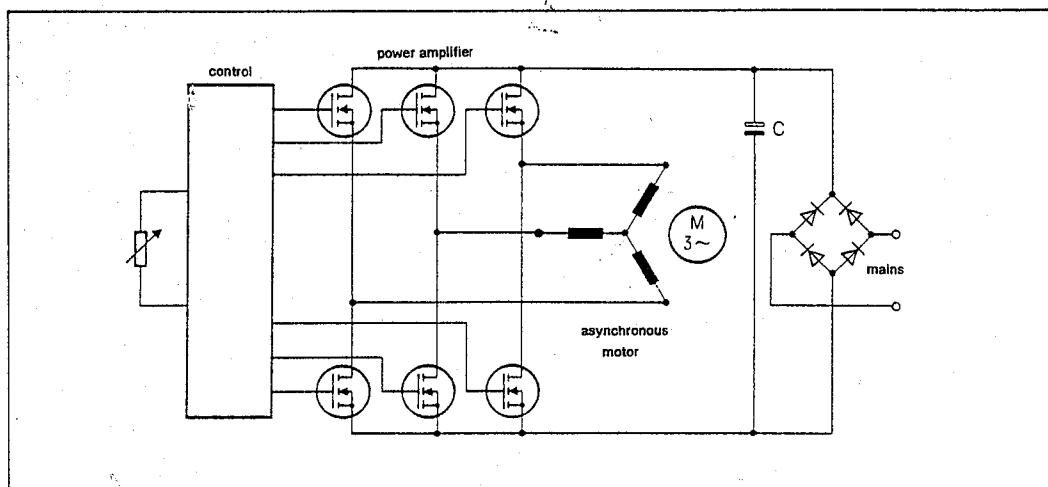 power amplifier
control
C
M
3~
mains
asynchronous
motor